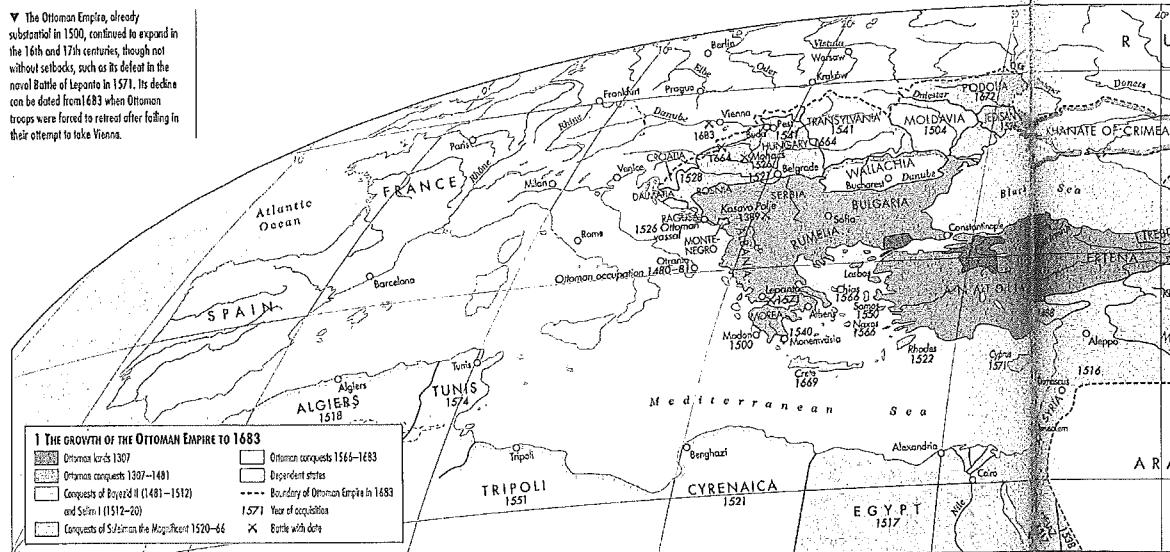 ▼ The Ottoman Empire, already
substantial in 1500, continued to expand
in the 16th and 17th centuries, though not
without setbacks, such as its defeat in the
naval Battle of Lepanto in 1571. Its decline
can be dated from 1683 when Ottoman
troops were forced to retreat after failing in
their attempt to take Vienna.
Berlin
Vistula
Warsaw
Elbe
Oder
Prague
Kraków
Frankfurt
Rhine
Danube
Vienna
1683
Paris
FRANCE
Rhône
Milan
Venice
Atlantic
Ocean
SPAIN
Barcelona
Rome
R U
Donets
PODOLIA
1672
Dniester
JEDISAN
KHANATE OF CRIMEA
TRANSYLVANIA
1541
MOLDAVIA
1504
Buda
Pest
1541
HUNGARY
1664
1664
Mohács
1526
1521
Belgrade
CROATIA
1528
WALLACHIA
Bucharest
Danube
DALMATIA
BOSNIA
SERBIA
BULGARIA
Black Sea
Kosovo Polje
1389
Sofia
RAGUSA
1526 Ottoman
vassal
MONTE-
NEGRO
ALBANIA
RUMELIA
Constantinople
Otranto
Ottoman occupation 1480–81
ERTENA
ANATOLIA
Lesbos
Lepanto
1571
Chios
1566
Samos
1550
Athens
Naxos
1566
MOREA
Modon
1500
1540
Monemvasia
Rhodes
1522
Crete
1669
Cyprus
1571
Aleppo
1516
Damascus
SYRIA
Jerusalem
Mediterranean Sea
Algiers
ALGIERS
1518
Tunis
TUNIS
1574
Tripoli
TRIPOLI
1551
Benghazi
CYRENAICA
1521
Alexandria
Cairo
Nile
EGYPT
1517
ARA
1 THE GROWTH OF THE OTTOMAN EMPIRE TO 1683
Ottoman lands 1307
Ottoman conquests 1307–1481
Conquests of Bayezid II (1481–1512)
and Selim I (1512–20)
Conquests of Suleiman the Magnificent 1520–66
Ottoman conquests 1566–1683
Dependent states
Boundary of Ottoman Empire in 1683
1571 Year of acquisition
Battle with date